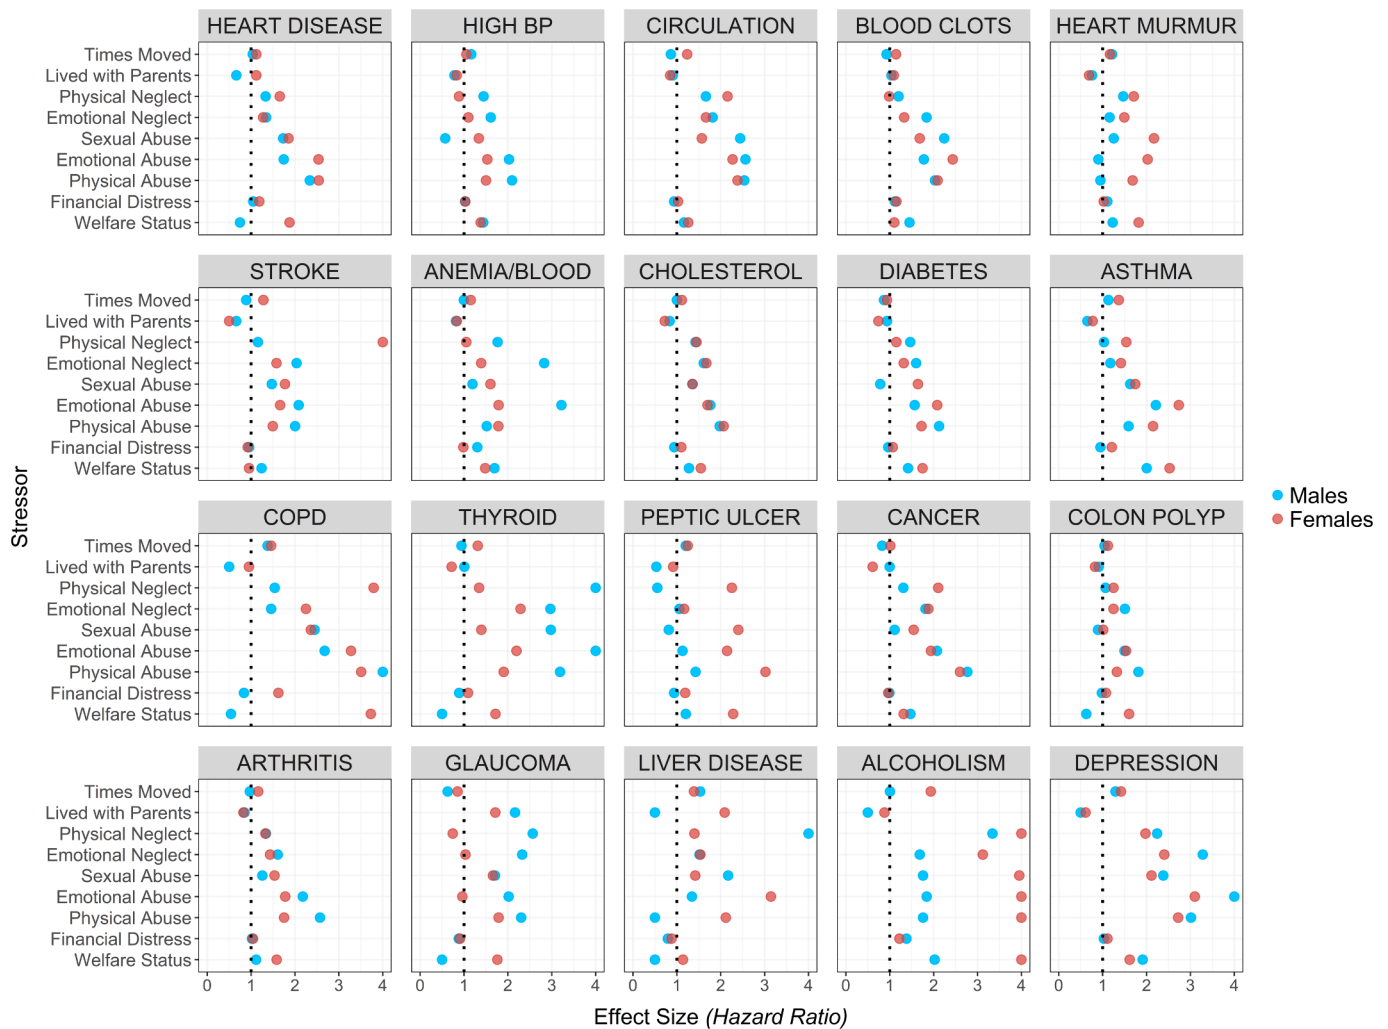 HEART DISEASE HIGH BP CIRCULATION BLOOD CLOTS HEART MURMUR
Times Moved
Lived with Parents
Physical Neglect
Emotional Neglect
Sexual Abuse
Emotional Abuse
Physical Abuse
Financial Distress
Welfare Status
STROKE ANEMIA/BLOOD CHOLESTEROL DIABETES ASTHMA
Times Moved
Lived with Parents
Physical Neglect
Emotional Neglect
Sexual Abuse
Emotional Abuse
Physical Abuse
Financial Distress
Welfare Status
Stressor
Males
Females
COPD THYROID PEPTIC ULCER CANCER COLON POLYP
Times Moved
Lived with Parents
Physical Neglect
Emotional Neglect
Sexual Abuse
Emotional Abuse
Physical Abuse
Financial Distress
Welfare Status
ARTHRITIS GLAUCOMA LIVER DISEASE ALCOHOLISM DEPRESSION
Times Moved
Lived with Parents
Physical Neglect
Emotional Neglect
Sexual Abuse
Emotional Abuse
Physical Abuse
Financial Distress
Welfare Status
0 1 2 3 4 0 1 2 3 4 0 1 2 3 4 0 1 2 3 4 0 1 2 3 4
Effect Size (Hazard Ratio)